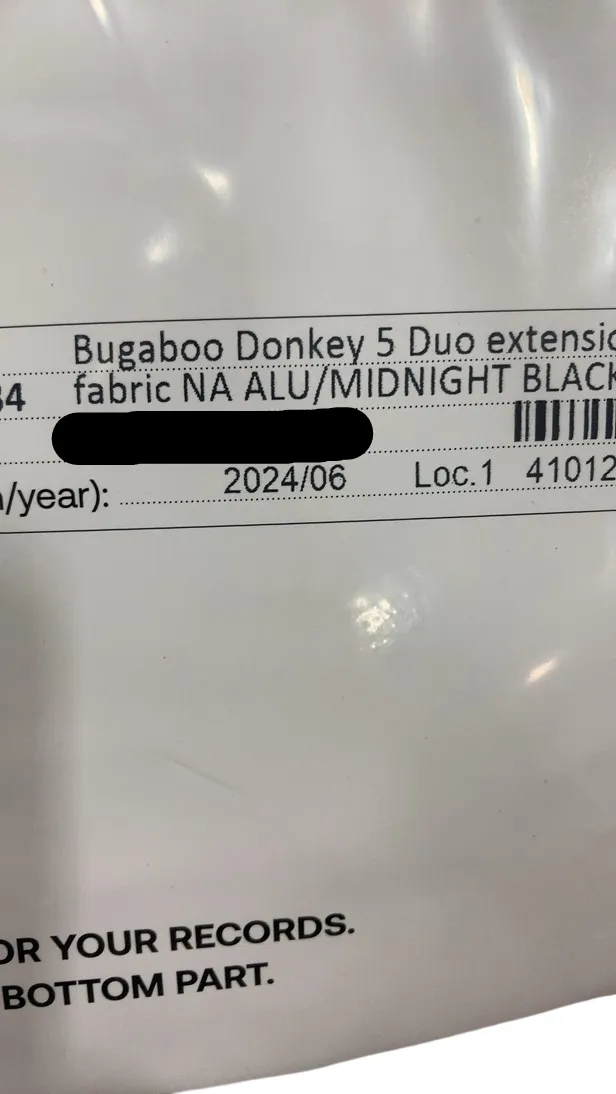 Bugaboo Donkey 5 Duo extensio
34 fabric NA ALU/MIDNIGHT BLACK
n/year): 2024/06 Loc.1 41012
OR YOUR RECORDS.
BOTTOM PART.